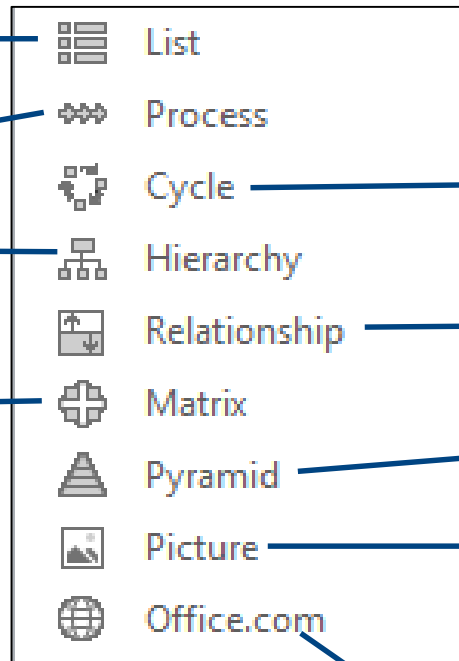 List
Process
Cycle
Hierarchy
Relationship
Matrix
Pyramid
Picture
Office.com